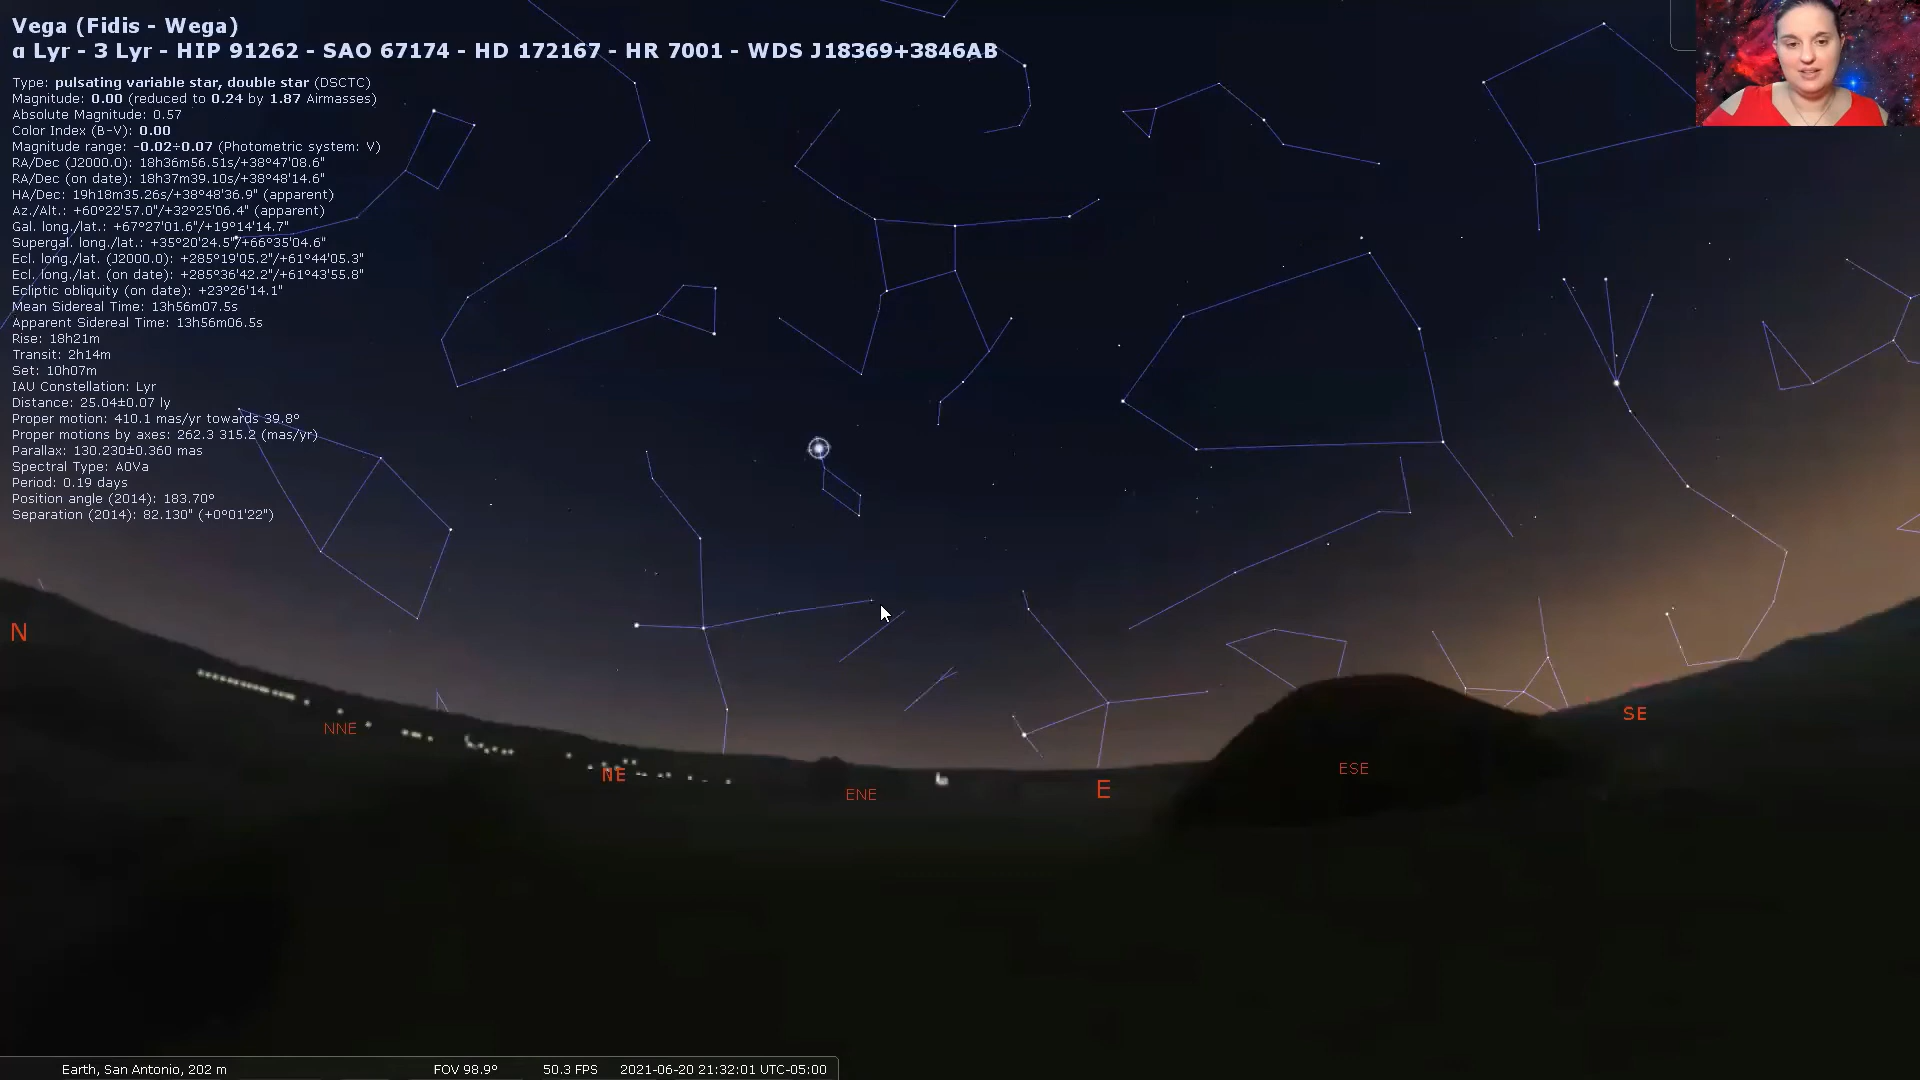 Vega (Fidis - Wega)
α Lyr - 3 Lyr - HIP 91262 - SAO 67174 - HD 172167 - HR 7001 - WDS J18369+3846AB
Type: pulsating variable star, double star (DSCTC)
Magnitude: 0.00 (reduced to 0.24 by 1.87 Airmasses)
Absolute Magnitude: 0.57
Color Index (B-V): 0.00
Magnitude range: -0.02÷0.07 (Photometric system: V)
RA/Dec (J2000.0): 18h36m56.51s/+38°47'08.6"
RA/Dec (on date): 18h37m39.10s/+38°48'14.6"
HA/Dec: 19h18m35.26s/+38°48'36.9" (apparent)
Az./Alt.: +60°22'57.0"/+32°25'06.4" (apparent)
Gal. long./lat.: +67°27'01.6"/+19°14'14.7"
Supergal. long./lat.: +35°20'24.5"/+66°35'04.6"
Ecl. long./lat. (J2000.0): +285°19'05.2"/+61°44'05.3"
Ecl. long./lat. (on date): +285°36'42.2"/+61°43'55.8"
Ecliptic obliquity (on date): +23°26'14.1"
Mean Sidereal Time: 13h56m07.5s
Apparent Sidereal Time: 13h56m06.5s
Rise: 18h21m
Transit: 2h14m
Set: 10h07m
IAU Constellation: Lyr
Distance: 25.04±0.07 ly
Proper motion: 410.1 mas/yr towards 39.8°
Proper motions by axes: 262.3 315.2 (mas/yr)
Parallax: 130.230±0.360 mas
Spectral Type: A0Va
Period: 0.19 days
Position angle (2014): 183.70°
Separation (2014): 82.130" (+0°01'22")
N
NNE
NE
ENE
E
ESE
SE
Earth, San Antonio, 202 m FOV 98.9° 50.3 FPS 2021-06-20 21:32:01 UTC-05:00